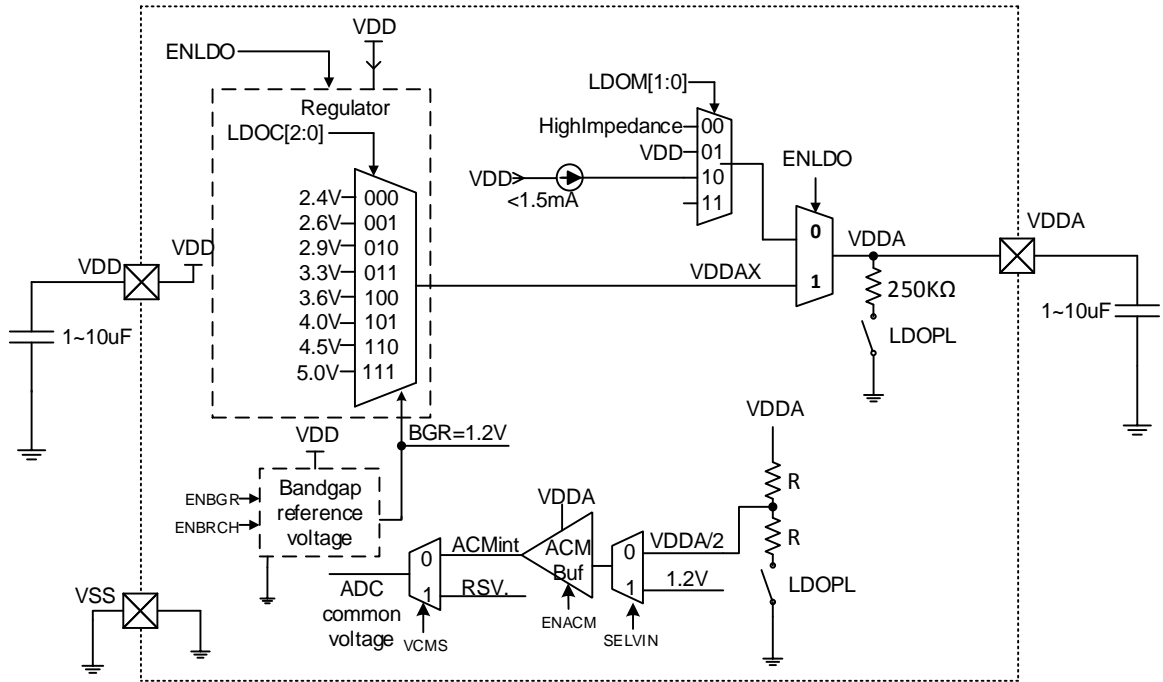 VDD
ENLDO
Regulator
LDOC[2:0]
2.4V 000
2.6V 001
2.9V 010
3.3V 011
3.6V 100
4.0V 101
4.5V 110
5.0V 111
VDD
VDD
1~10uF
LDOM[1:0]
HighImpedance 00
VDD 01
VDD 10
<1.5mA
11
ENLDO
0
1
VDDAX
VDDA
VDDA
250KΩ
LDOPL
1~10uF
BGR=1.2V
VDD
ENBGR
ENBRCH
Bandgap
reference
voltage
VDDA
R
R
LDOPL
VDDA/2
1.2V
0
1
SELVIN
VDDA
ACM
Buf
ENACM
ACMint
RSV.
0
1
VCMS
ADC
common
voltage
VSS